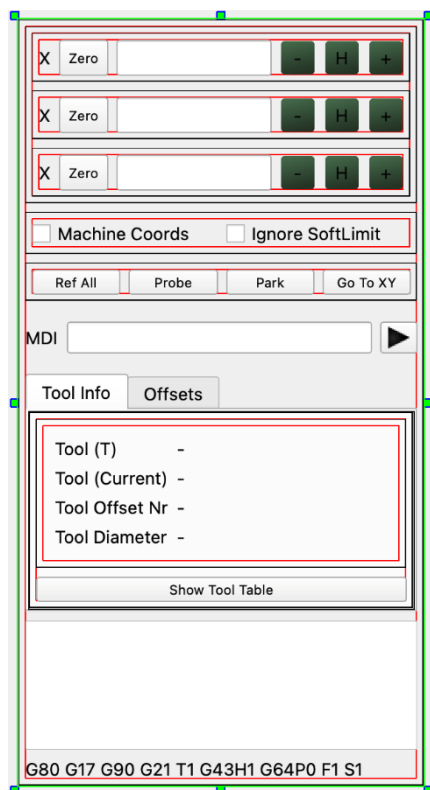 X Zero - H +
X Zero - H +
X Zero - H +
Machine Coords Ignore SoftLimit
Ref All Probe Park Go To XY
MDI
Tool Info Offsets
Tool (T) -
Tool (Current) -
Tool Offset Nr -
Tool Diameter -
Show Tool Table
G80 G17 G90 G21 T1 G43H1 G64P0 F1 S1